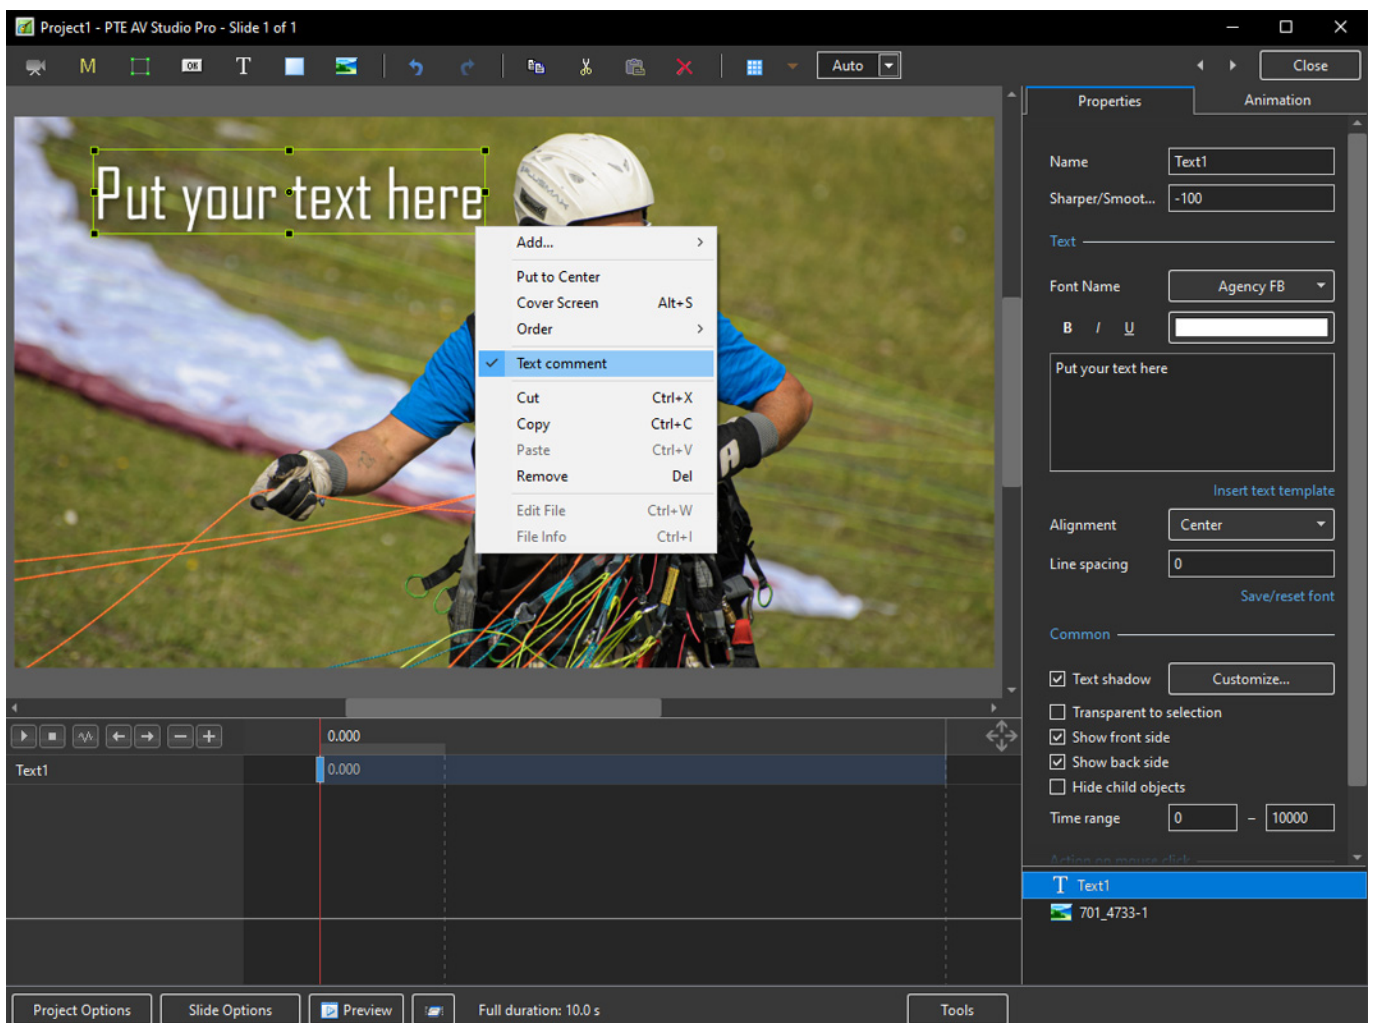 Project1 - PTE AV Studio Pro - Slide 1 of 1
M OK T Auto Close
Properties Animation
Put your text here
PLUSMAX
Name Text1
Sharper/Smoot... -100
Text
Font Name Agency FB
B I U
Put your text here
Insert text template
Alignment Center
Line spacing 0
Save/reset font
Common
Text shadow Customize...
Transparent to selection
Show front side
Show back side
Hide child objects
Time range 0 – 10000
Action on mouse click
Add...
Put to Center
Cover Screen Alt+S
Order
Text comment
Cut Ctrl+X
Copy Ctrl+C
Paste Ctrl+V
Remove Del
Edit File Ctrl+W
File Info Ctrl+I
0.000
Text1 0.000
T Text1
701_4733-1
Project Options Slide Options Preview Full duration: 10.0 s Tools